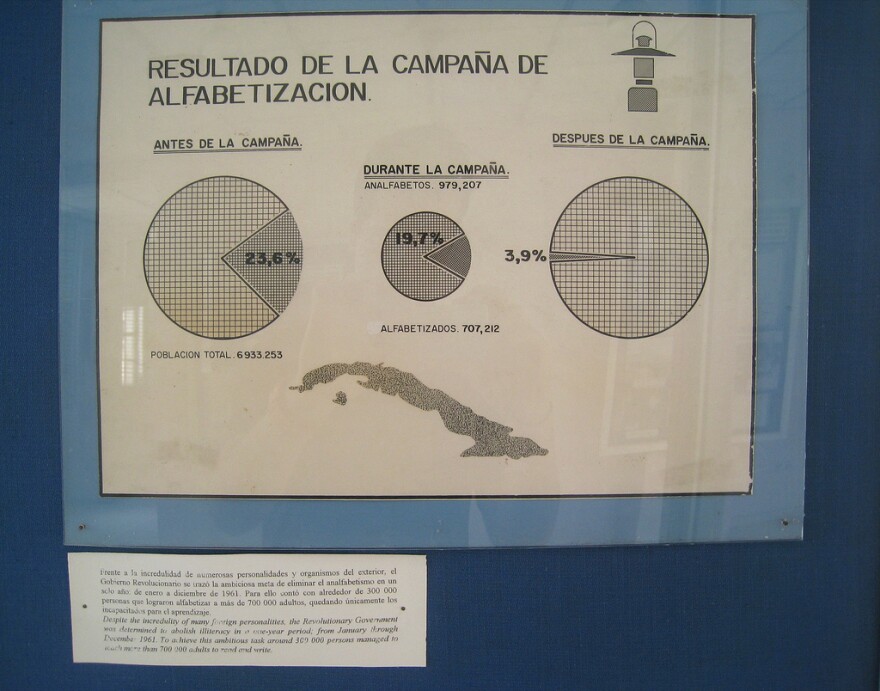 RESULTADO DE LA CAMPAÑA DE
ALFABETIZACION.
ANTES DE LA CAMPAÑA.
23,6%
POBLACION TOTAL. 6933.253
DURANTE LA CAMPAÑA.
ANALFABETOS. 979,207
19,7%
ALFABETIZADOS. 707,212
DESPUES DE LA CAMPAÑA.
3,9%
Frente a la incredulidad de numerosas personalidades y organismos del exterior, el
Gobierno Revolucionario se trazó la ambiciosa meta de eliminar el analfabetismo en un
solo año; de enero a diciembre de 1961. Para ello contó con alrededor de 300 000
personas que lograron alfabetizar a más de 700 000 adultos, quedando únicamente los
incapacitados para el aprendizaje.
Despite the incredulity of many foreign personalities, the Revolutionary Government
was determined to abolish illiteracy in a one-year period; from January through
December 1961. To achieve this ambitious task around 300 000 persons managed to
teach more than 700 000 adults to read and write.